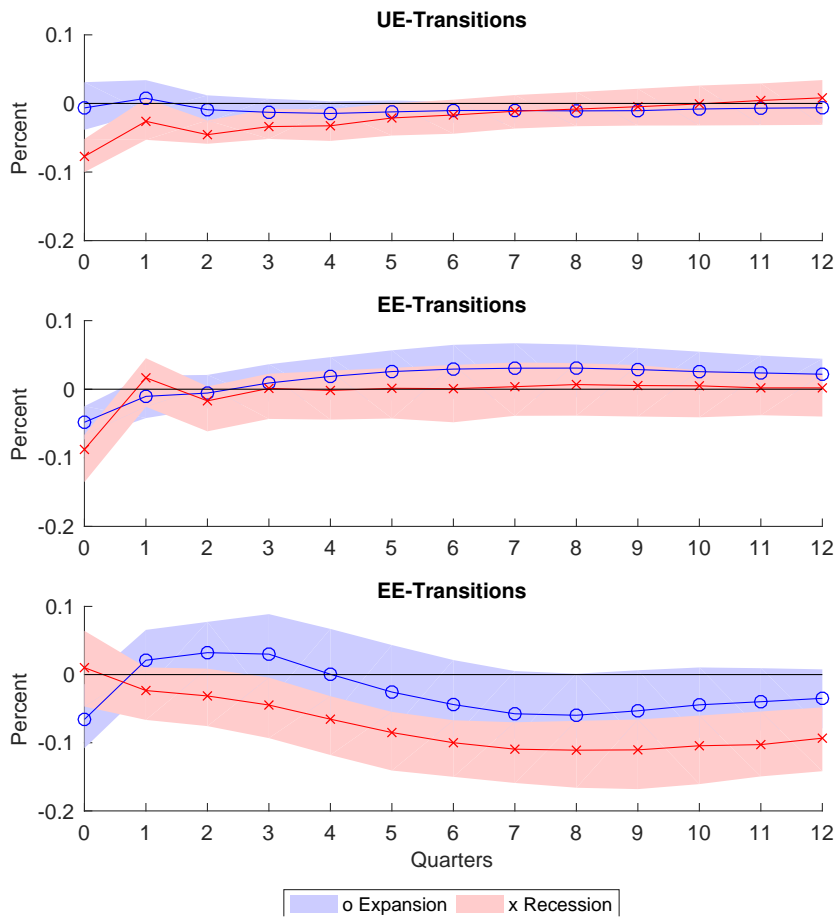 UE-Transitions
0.1
0
-0.1
-0.2
Percent
0 1 2 3 4 5 6 7 8 9 10 11 12
EE-Transitions
0.1
0
-0.1
-0.2
Percent
0 1 2 3 4 5 6 7 8 9 10 11 12
EE-Transitions
0.1
0
-0.1
-0.2
Percent
0 1 2 3 4 5 6 7 8 9 10 11 12
Quarters
o Expansion x Recession